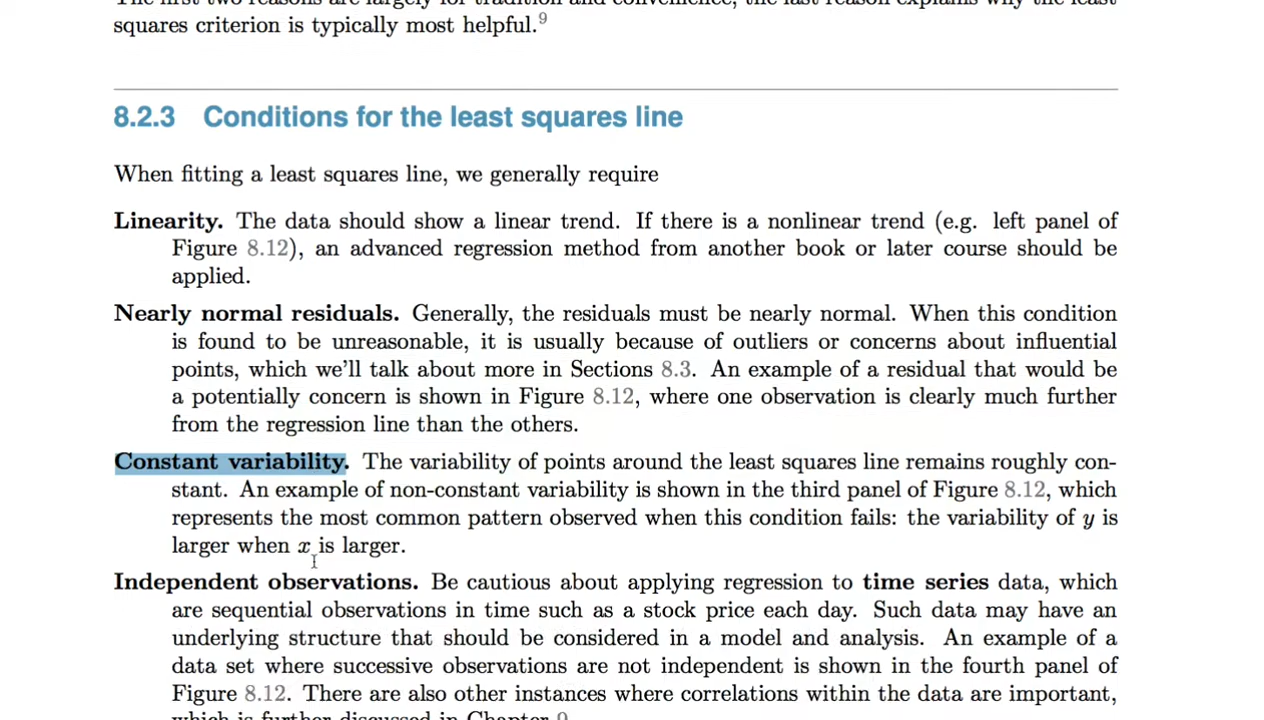 The first two reasons are largely for tradition and convenience; the last reason explains why the least
squares criterion is typically most helpful.9
8.2.3 Conditions for the least squares line
When fitting a least squares line, we generally require
Linearity. The data should show a linear trend. If there is a nonlinear trend (e.g. left panel of
Figure 8.12), an advanced regression method from another book or later course should be
applied.
Nearly normal residuals. Generally, the residuals must be nearly normal. When this condition
is found to be unreasonable, it is usually because of outliers or concerns about influential
points, which we'll talk about more in Sections 8.3. An example of a residual that would be
a potentially concern is shown in Figure 8.12, where one observation is clearly much further
from the regression line than the others.
Constant variability. The variability of points around the least squares line remains roughly con-
stant. An example of non-constant variability is shown in the third panel of Figure 8.12, which
represents the most common pattern observed when this condition fails: the variability of y is
larger when x is larger.
Independent observations. Be cautious about applying regression to time series data, which
are sequential observations in time such as a stock price each day. Such data may have an
underlying structure that should be considered in a model and analysis. An example of a
data set where successive observations are not independent is shown in the fourth panel of
Figure 8.12. There are also other instances where correlations within the data are important,
which is further discussed in Chapter 9.